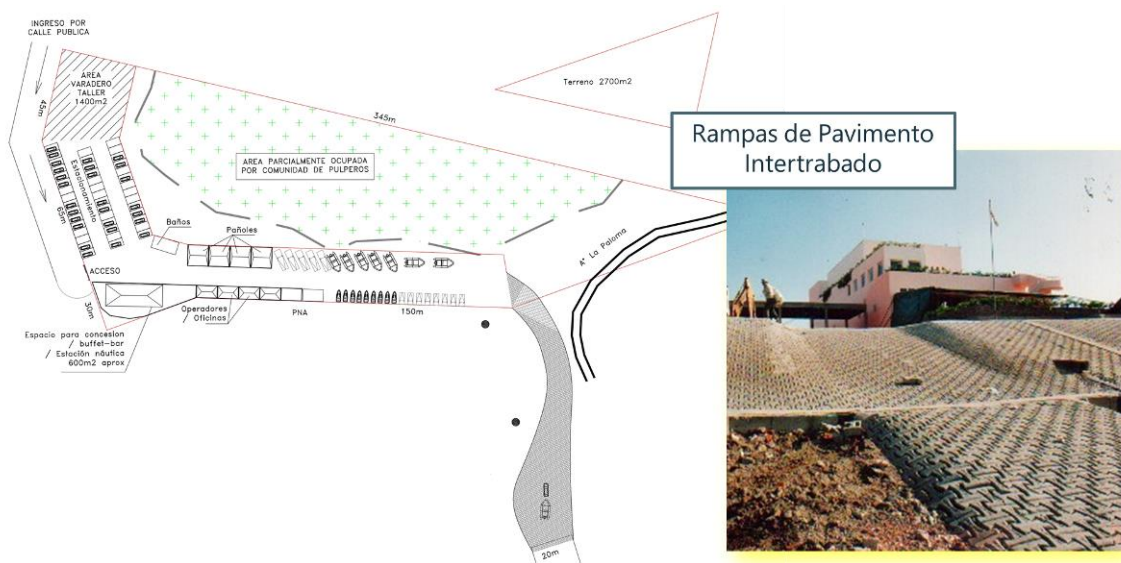 INGRESO POR
CALLE PUBLICA
AREA
VARADERO
TALLER
1400m2
45m
345m
Terreno 2700m2
Rampas de Pavimento
Intertrabado
AREA PARCIALMENTE OCUPADA
POR COMUNIDAD DE PULPEROS
Estacionamiento
65m
Baños
Pañoles
Aº La Paloma
ACCESO
30m
Operadores
/ Oficinas
PNA
150m
Espacio para concesion
/ buffet-bar
/ Estación náutica
600m2 aprox
20m